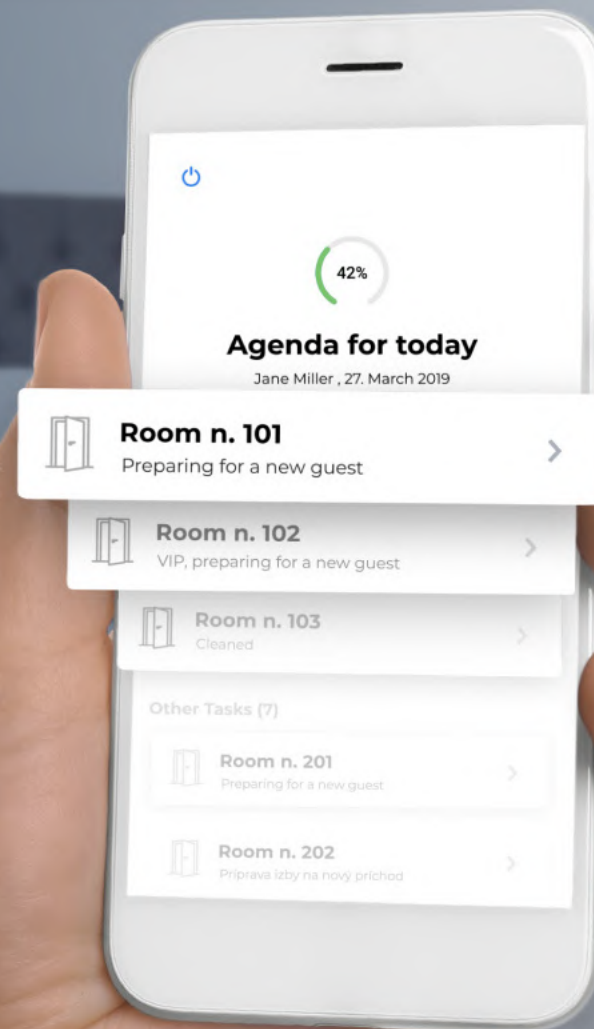 42%
Agenda for today
Jane Miller , 27. March 2019
Room n. 101
Preparing for a new guest
Room n. 102
VIP, preparing for a new guest
Room n. 103
Cleaned
Other Tasks (7)
Room n. 201
Preparing for a new guest
Room n. 202
Príprava izby na nový príchod